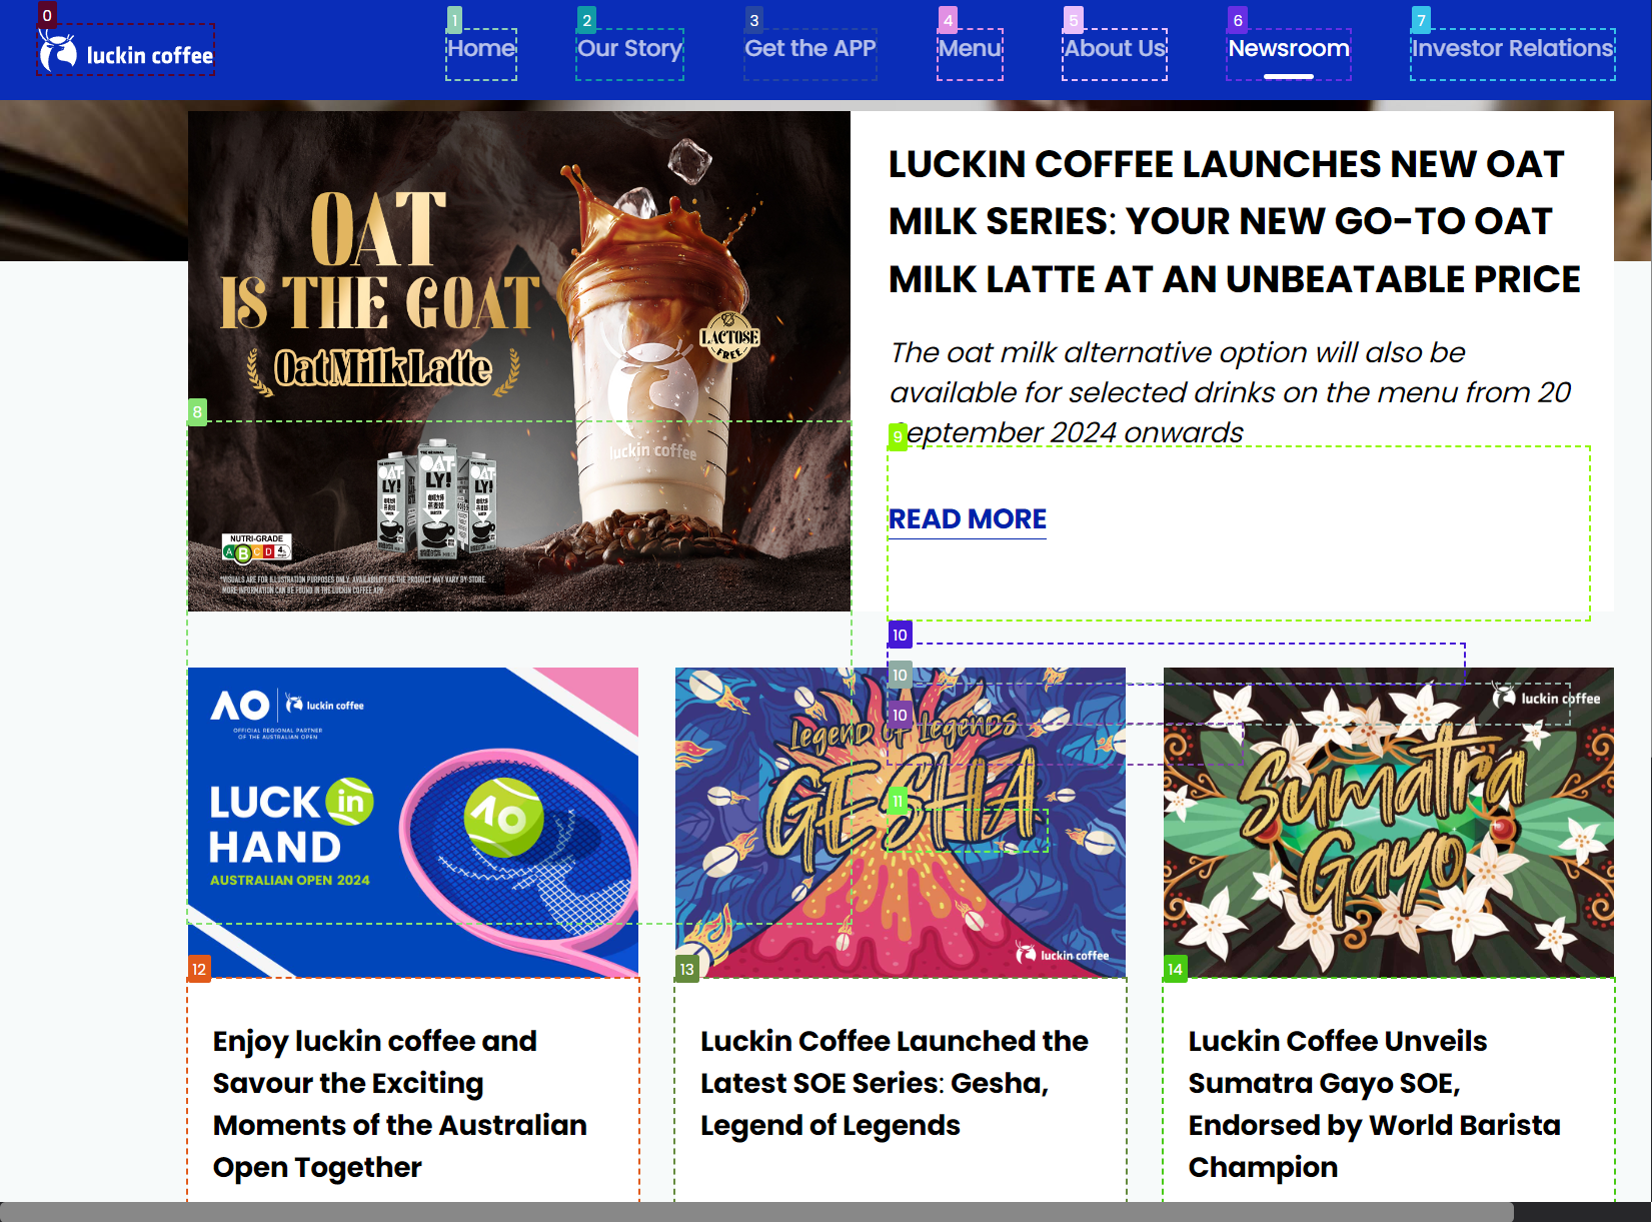 0
luckin coffee
1
Home
2
Our Story
3
Get the APP
4
Menu
5
About Us
6
Newsroom
7
Investor Relations
OAT
IS THE GOAT
OatMilkLatte
LACTOSE
FREE
luckin coffee
8
OAT-
LY!
NUTRI-GRADE
A B C D 4%
*VISUALS ARE FOR ILLUSTRATION PURPOSES ONLY. AVAILABILITY OF THE PRODUCT MAY VARY BY STORE.
MORE INFORMATION CAN BE FOUND IN THE LUCKIN COFFEE APP.
LUCKIN COFFEE LAUNCHES NEW OAT
MILK SERIES: YOUR NEW GO-TO OAT
MILK LATTE AT AN UNBEATABLE PRICE
The oat milk alternative option will also be
available for selected drinks on the menu from 20
September 2024 onwards
9
READ MORE
10
10
10
11
AO luckin coffee
OFFICIAL REGIONAL PARTNER
OF THE AUSTRALIAN OPEN
LUCK in
HAND
AUSTRALIAN OPEN 2024
AO
Legend of Legends
GESHA
luckin coffee
luckin coffee
Sumatra
Gayo
12
Enjoy luckin coffee and
Savour the Exciting
Moments of the Australian
Open Together
13
Luckin Coffee Launched the
Latest SOE Series: Gesha,
Legend of Legends
14
Luckin Coffee Unveils
Sumatra Gayo SOE,
Endorsed by World Barista
Champion